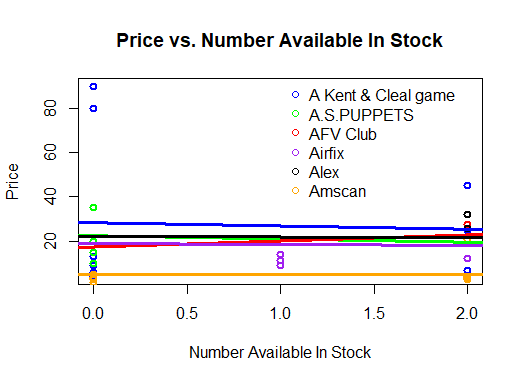 Price vs. Number Available In Stock
Price
80
60
40
20
A Kent & Cleal game
A.S.PUPPETS
AFV Club
Airfix
Alex
Amscan
0.0 0.5 1.0 1.5 2.0
Number Available In Stock